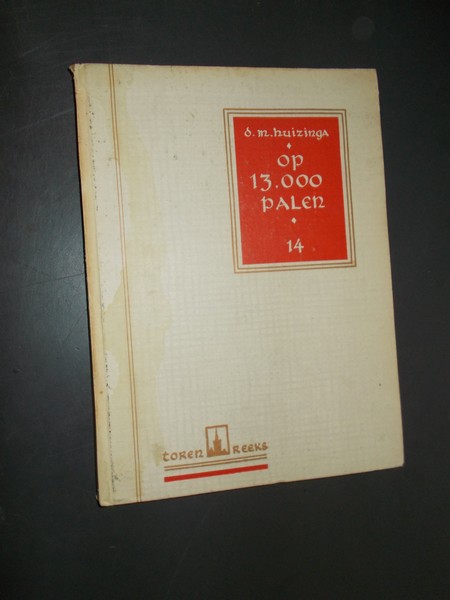 d.m.huizinga
op
13.000
palen
14
toren reeks